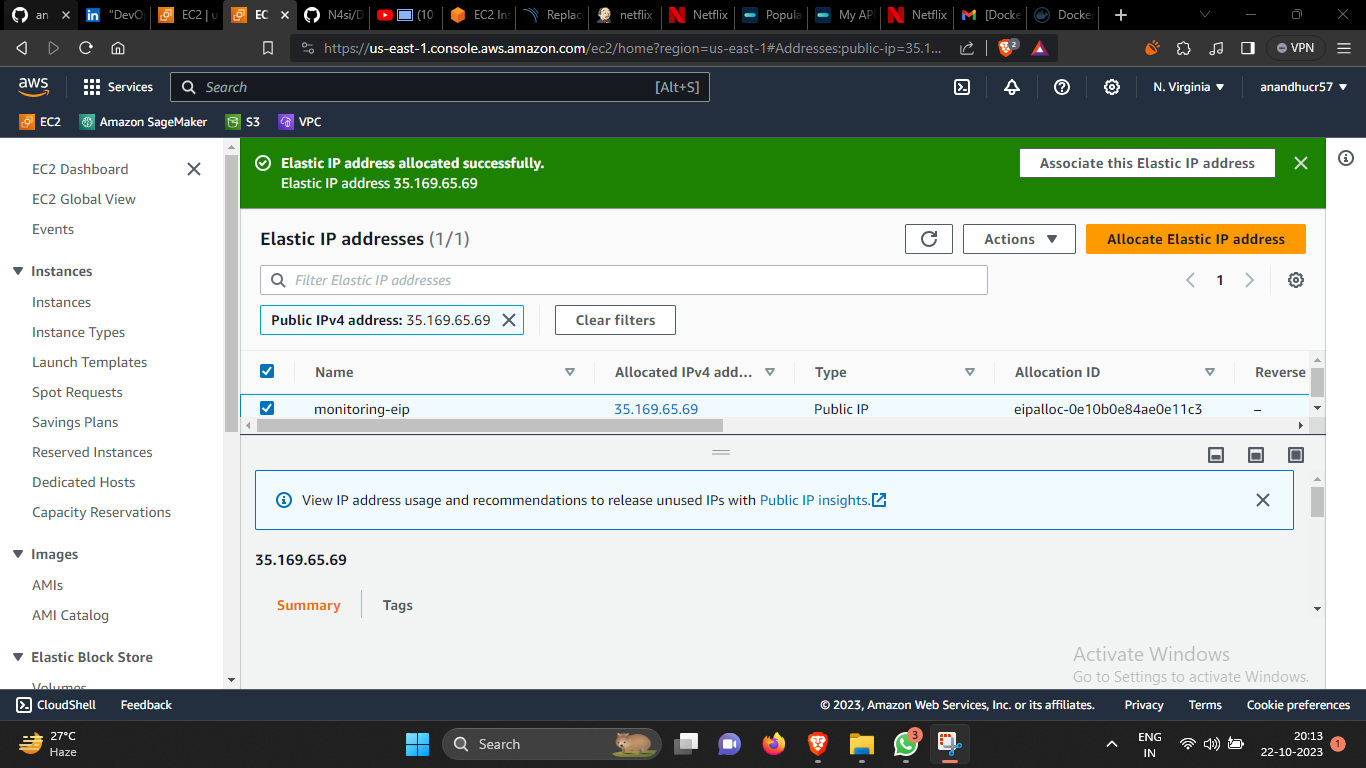 an
"DevO
EC2 | u
EC
N4si/D
(10
EC2 In
Replac
netflix
Netflix
Popula
My AP
Netflix
[Docke
Docke
https://us-east-1.console.aws.amazon.com/ec2/home?region=us-east-1#Addresses:public-ip=35.1...
2
VPN
aws
Services
Search
[Alt+S]
N. Virginia
anandhucr57
EC2
Amazon SageMaker
S3
VPC
EC2 Dashboard
EC2 Global View
Events
Instances
Instances
Instance Types
Launch Templates
Spot Requests
Savings Plans
Reserved Instances
Dedicated Hosts
Capacity Reservations
Images
AMIs
AMI Catalog
Elastic Block Store
Volumes
Elastic IP address allocated successfully.
Elastic IP address 35.169.65.69
Associate this Elastic IP address
Elastic IP addresses (1/1)
Actions
Allocate Elastic IP address
Filter Elastic IP addresses
1
Public IPv4 address: 35.169.65.69
Clear filters
Name
Allocated IPv4 add...
Type
Allocation ID
Reverse
monitoring-eip
35.169.65.69
Public IP
eipalloc-0e10b0e84ae0e11c3
–
View IP address usage and recommendations to release unused IPs with Public IP insights.
35.169.65.69
Summary
Tags
Activate Windows
Go to Settings to activate Windows.
CloudShell
Feedback
© 2023, Amazon Web Services, Inc. or its affiliates.
Privacy
Terms
Cookie preferences
27°C
Haze
Search
3
ENG
IN
20:13
22-10-2023
1